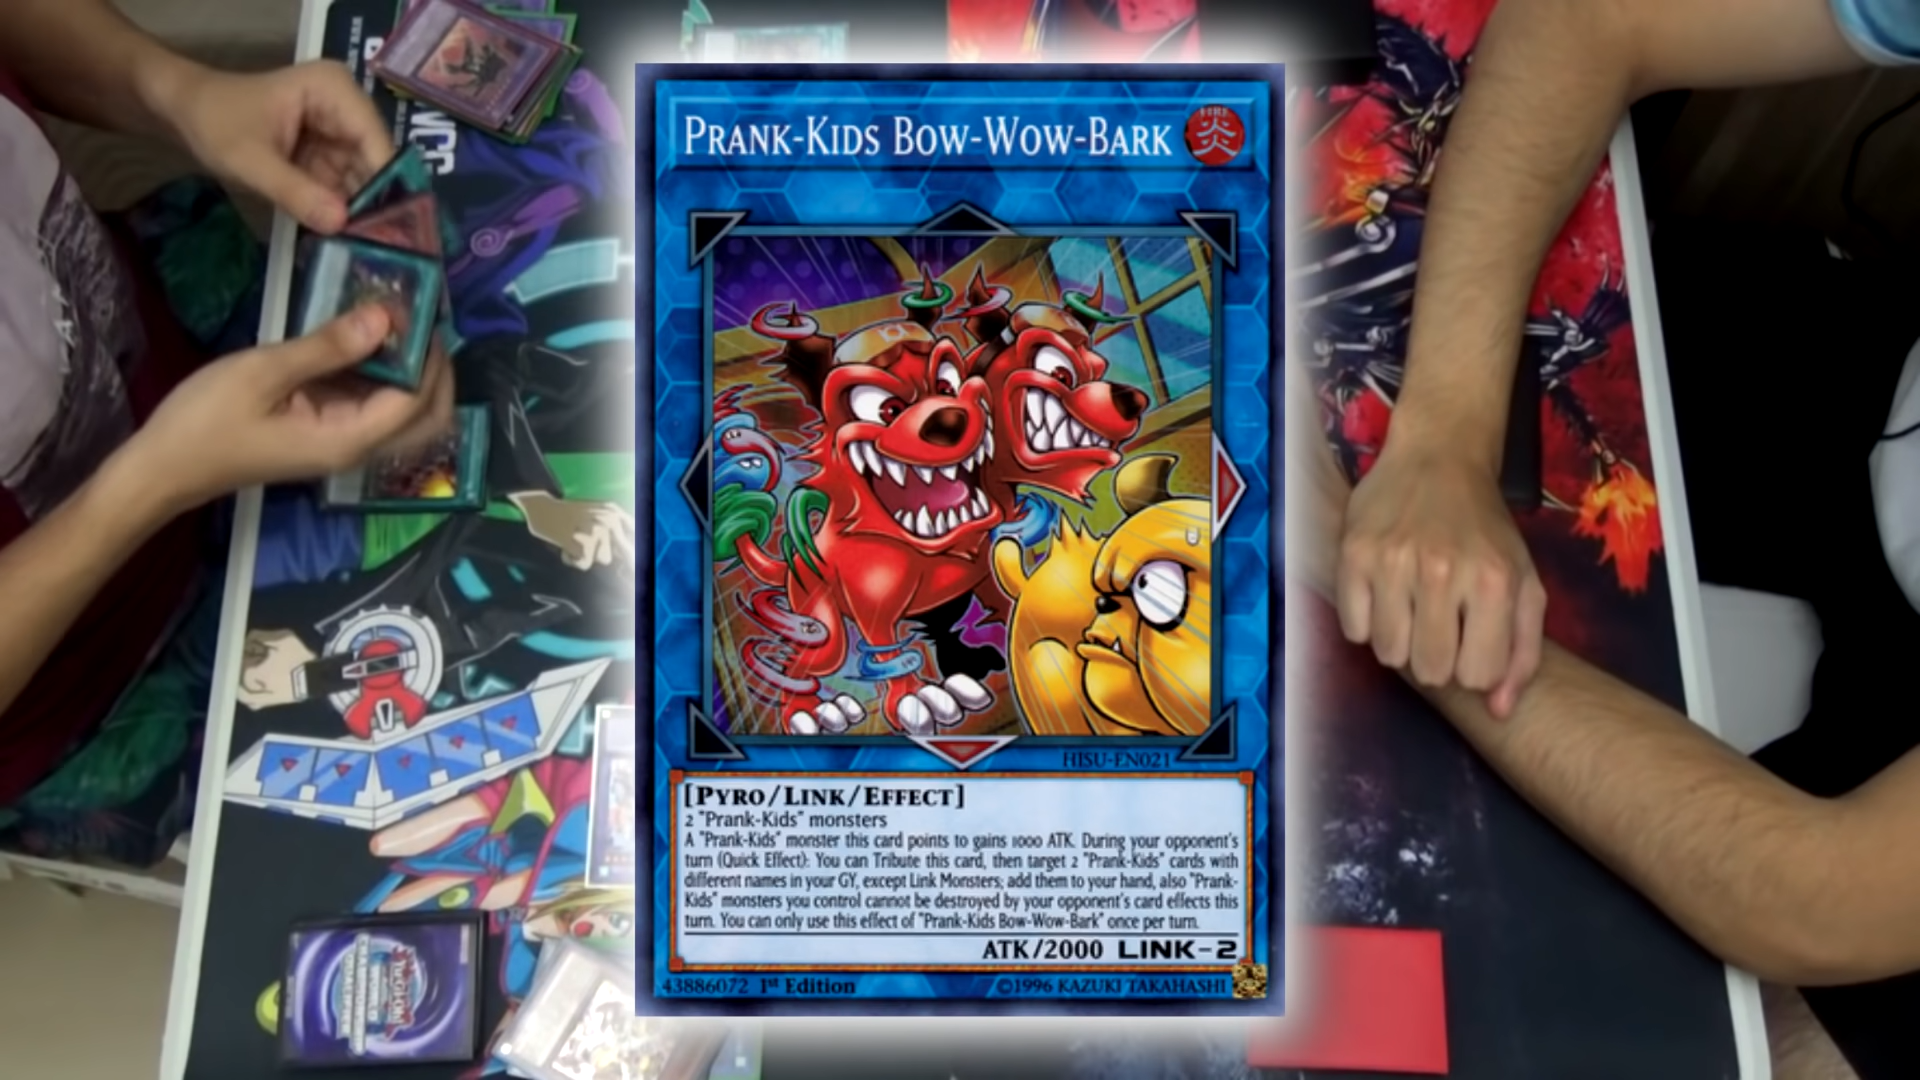 PRANK-KIDS BOW-WOW-BARK
FIRE
炎
HISU-EN021
[PYRO/LINK/EFFECT]
2 "Prank-Kids" monsters
A "Prank-Kids" monster this card points to gains 1000 ATK. During your opponent's
turn (Quick Effect): You can Tribute this card, then target 2 "Prank-Kids" cards with
different names in your GY, except Link Monsters; add them to your hand, also "Prank-
Kids" monsters you control cannot be destroyed by your opponent's card effects this
turn. You can only use this effect of "Prank-Kids Bow-Wow-Bark" once per turn.
ATK/2000 LINK-2
43886072 1st Edition
©1996 KAZUKI TAKAHASHI